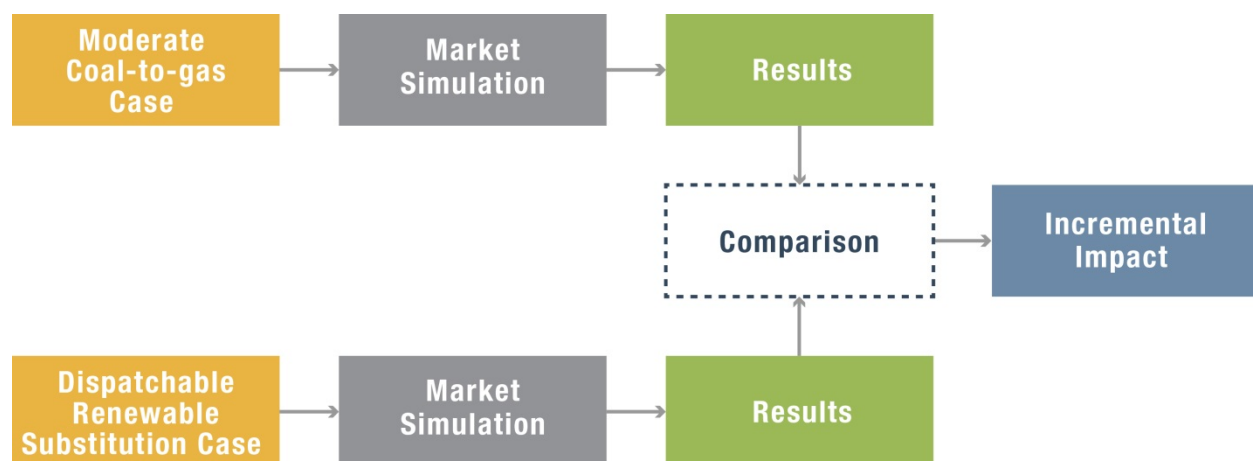 Moderate
Coal-to-gas
Case
Market
Simulation
Results
Comparison
Incremental
Impact
Dispatchable
Renewable
Substitution Case
Market
Simulation
Results